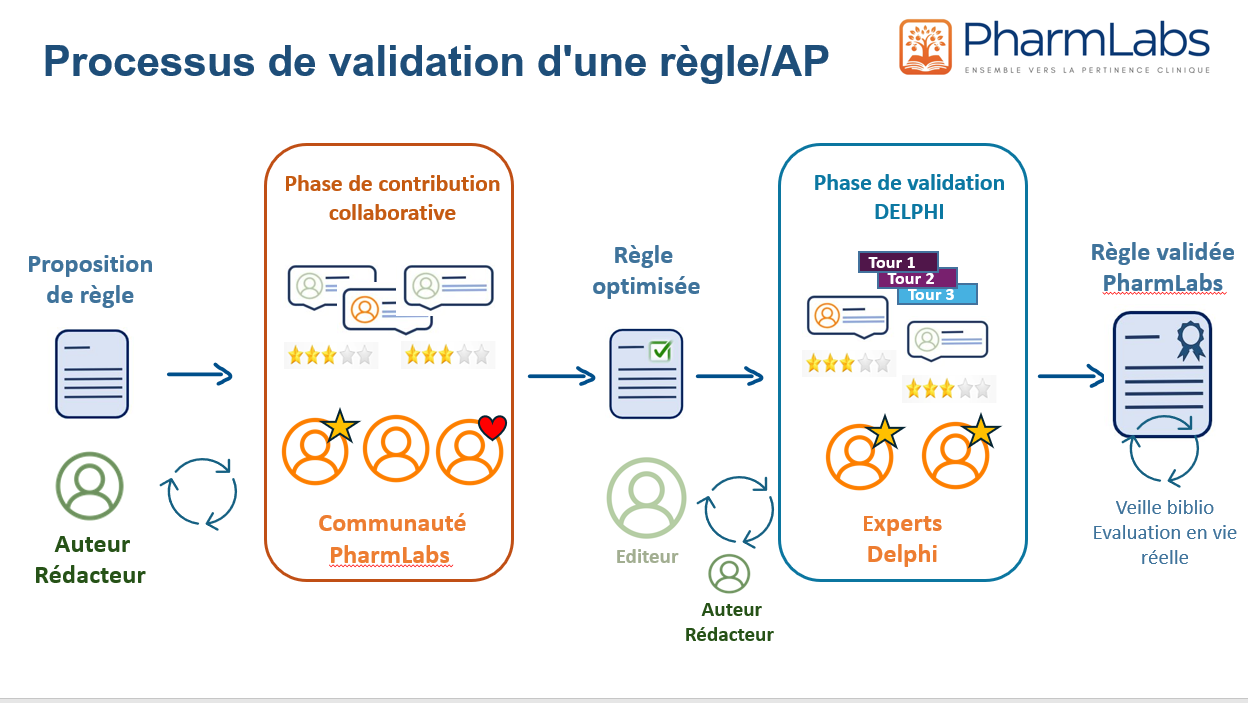 Processus de validation d'une règle/AP
PharmLabs
ENSEMBLE VERS LA PERTINENCE CLINIQUE
Proposition
de règle
Auteur
Rédacteur
Phase de contribution
collaborative
Communauté
PharmLabs
Règle
optimisée
Editeur
Auteur
Rédacteur
Phase de validation
DELPHI
Tour 1
Tour 2
Tour 3
Experts
Delphi
Règle validée
PharmLabs
Veille biblio
Evaluation en vie
réelle